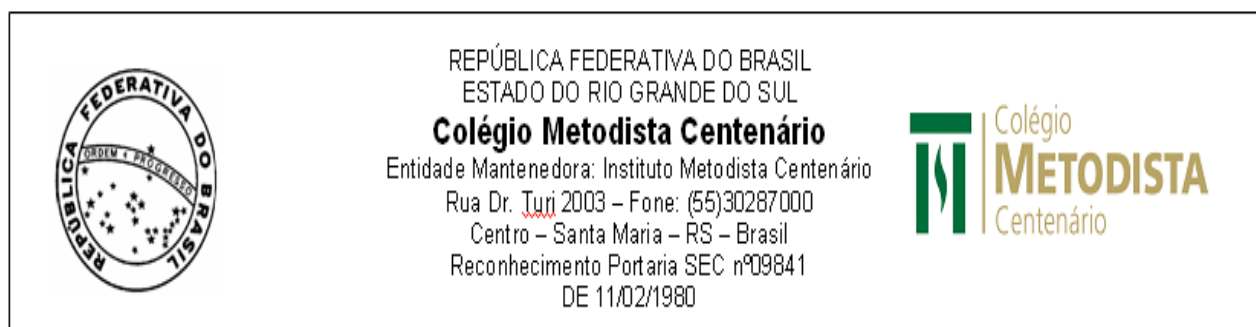 REPÚBLICA FEDERATIVA DO BRASIL
ORDEM E PROGRESSO
REPÚBLICA FEDERATIVA DO BRASIL
ESTADO DO RIO GRANDE DO SUL
Colégio Metodista Centenário
Entidade Mantenedora: Instituto Metodista Centenário
Rua Dr. Turi 2003 – Fone: (55)30287000
Centro – Santa Maria – RS – Brasil
Reconhecimento Portaria SEC nº09841
DE 11/02/1980
Colégio
METODISTA
Centenário